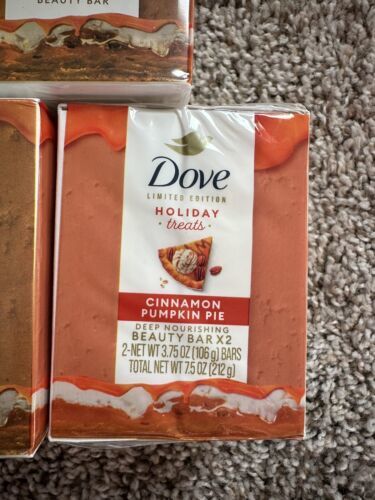 BEAUTY BAR
Dove
LIMITED EDITION
HOLIDAY
treats
CINNAMON
PUMPKIN PIE
DEEP NOURISHING
BEAUTY BAR X2
2-NET WT 3.75 OZ (106 g) BARS
TOTAL NET WT 7.5 OZ (212 g)